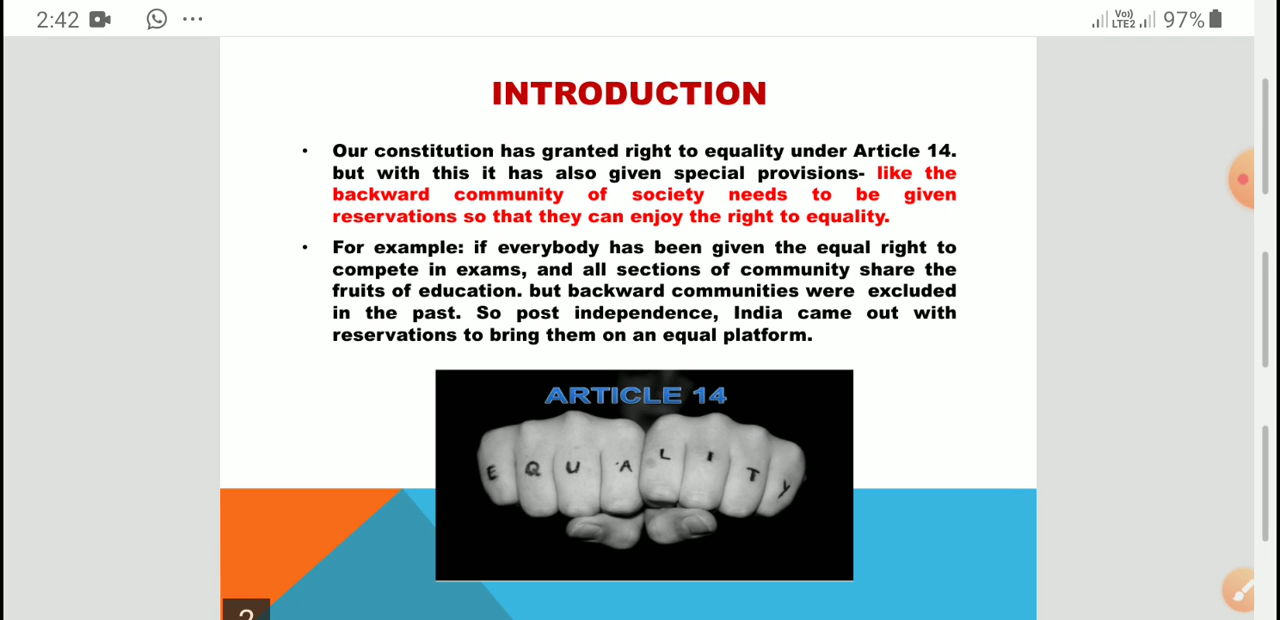 2:42
Vo))
LTE2
97%
INTRODUCTION
• Our constitution has granted right to equality under Article 14.
but with this it has also given special provisions- like the
backward community of society needs to be given
reservations so that they can enjoy the right to equality.
• For example: if everybody has been given the equal right to
compete in exams, and all sections of community share the
fruits of education. but backward communities were excluded
in the past. So post independence, India came out with
reservations to bring them on an equal platform.
ARTICLE 14
EQUALITY
2